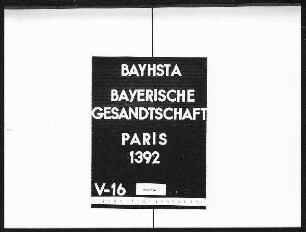 BAYHSTA
BAYERISCHE
GESANDTSCHAFT
PARIS
1392
V-16